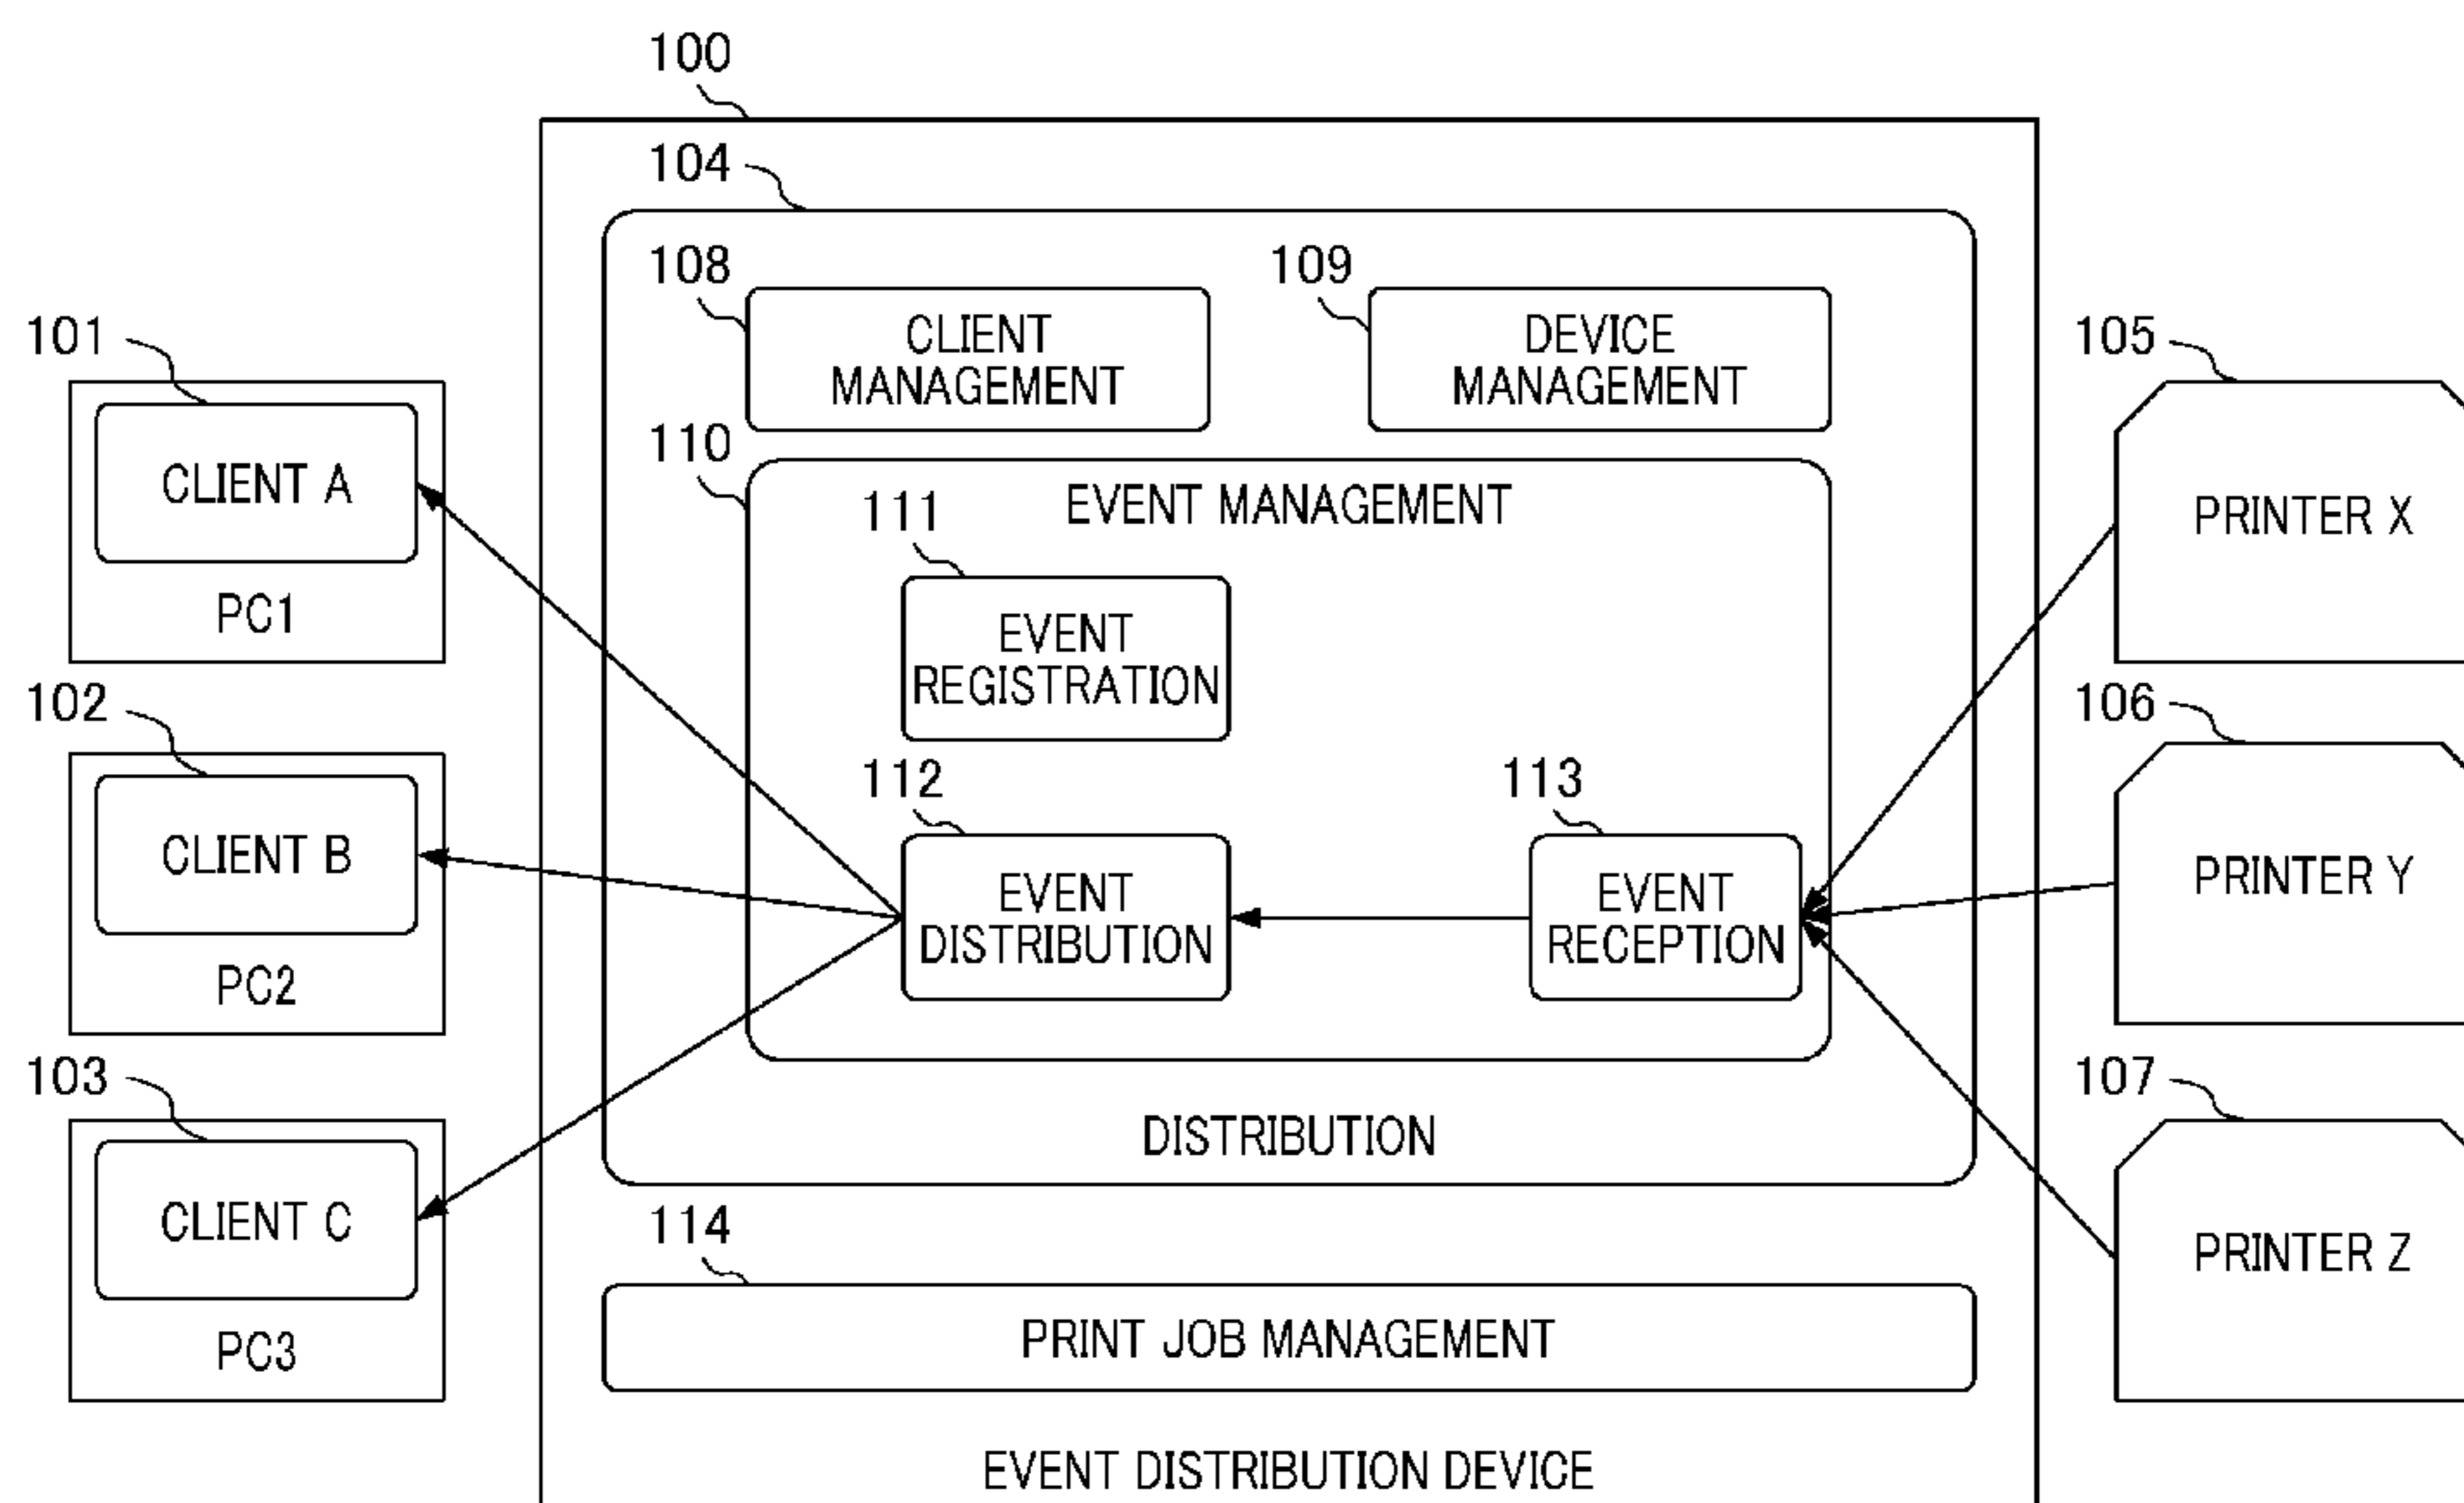 100
104
108
109
CLIENT
MANAGEMENT
DEVICE
MANAGEMENT
101
CLIENT A
PC1
105
PRINTER X
110
EVENT MANAGEMENT
111
EVENT
REGISTRATION
102
CLIENT B
PC2
106
PRINTER Y
112
EVENT
DISTRIBUTION
113
EVENT
RECEPTION
103
CLIENT C
PC3
107
PRINTER Z
DISTRIBUTION
114
PRINT JOB MANAGEMENT
EVENT DISTRIBUTION DEVICE